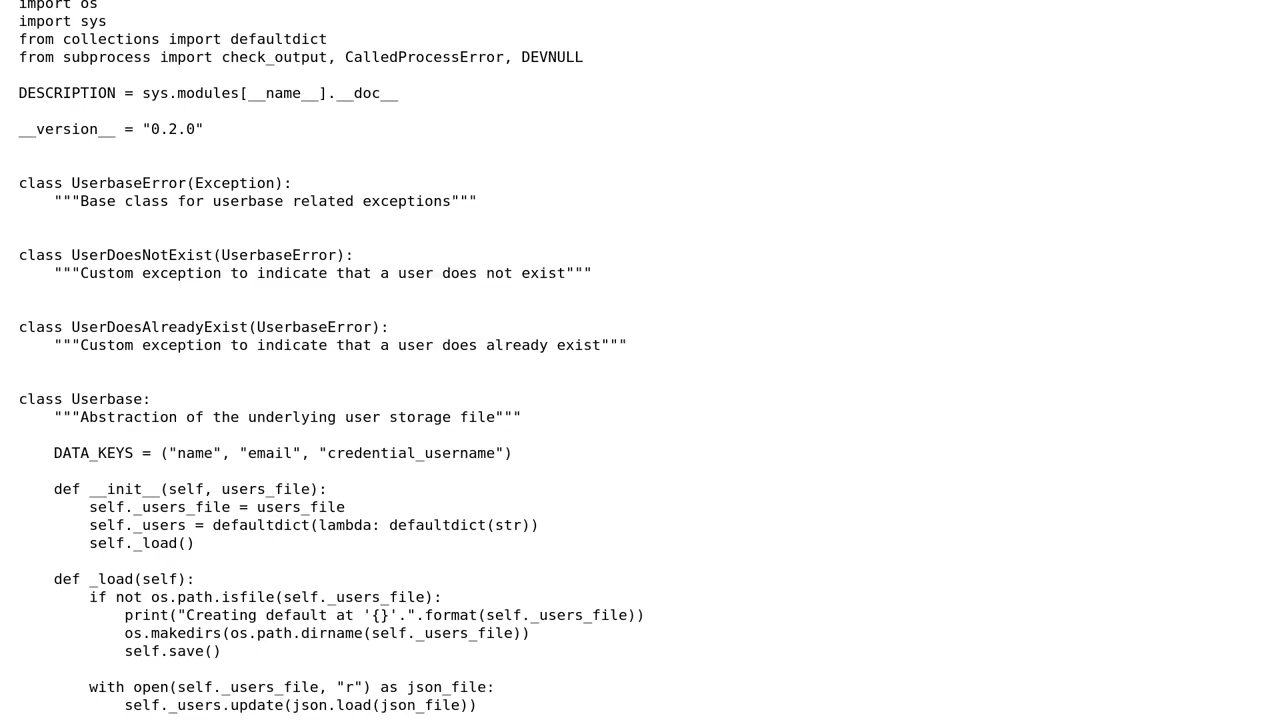 import os
import sys
from collections import defaultdict
from subprocess import check_output, CalledProcessError, DEVNULL

DESCRIPTION = sys.modules[__name__].__doc__

__version__ = "0.2.0"


class UserbaseError(Exception):
    """Base class for userbase related exceptions"""


class UserDoesNotExist(UserbaseError):
    """Custom exception to indicate that a user does not exist"""


class UserDoesAlreadyExist(UserbaseError):
    """Custom exception to indicate that a user does already exist"""


class Userbase:
    """Abstraction of the underlying user storage file"""

    DATA_KEYS = ("name", "email", "credential_username")

    def __init__(self, users_file):
        self._users_file = users_file
        self._users = defaultdict(lambda: defaultdict(str))
        self._load()

    def _load(self):
        if not os.path.isfile(self._users_file):
            print("Creating default at '{}'.".format(self._users_file))
            os.makedirs(os.path.dirname(self._users_file))
            self.save()

        with open(self._users_file, "r") as json_file:
            self._users.update(json.load(json_file))